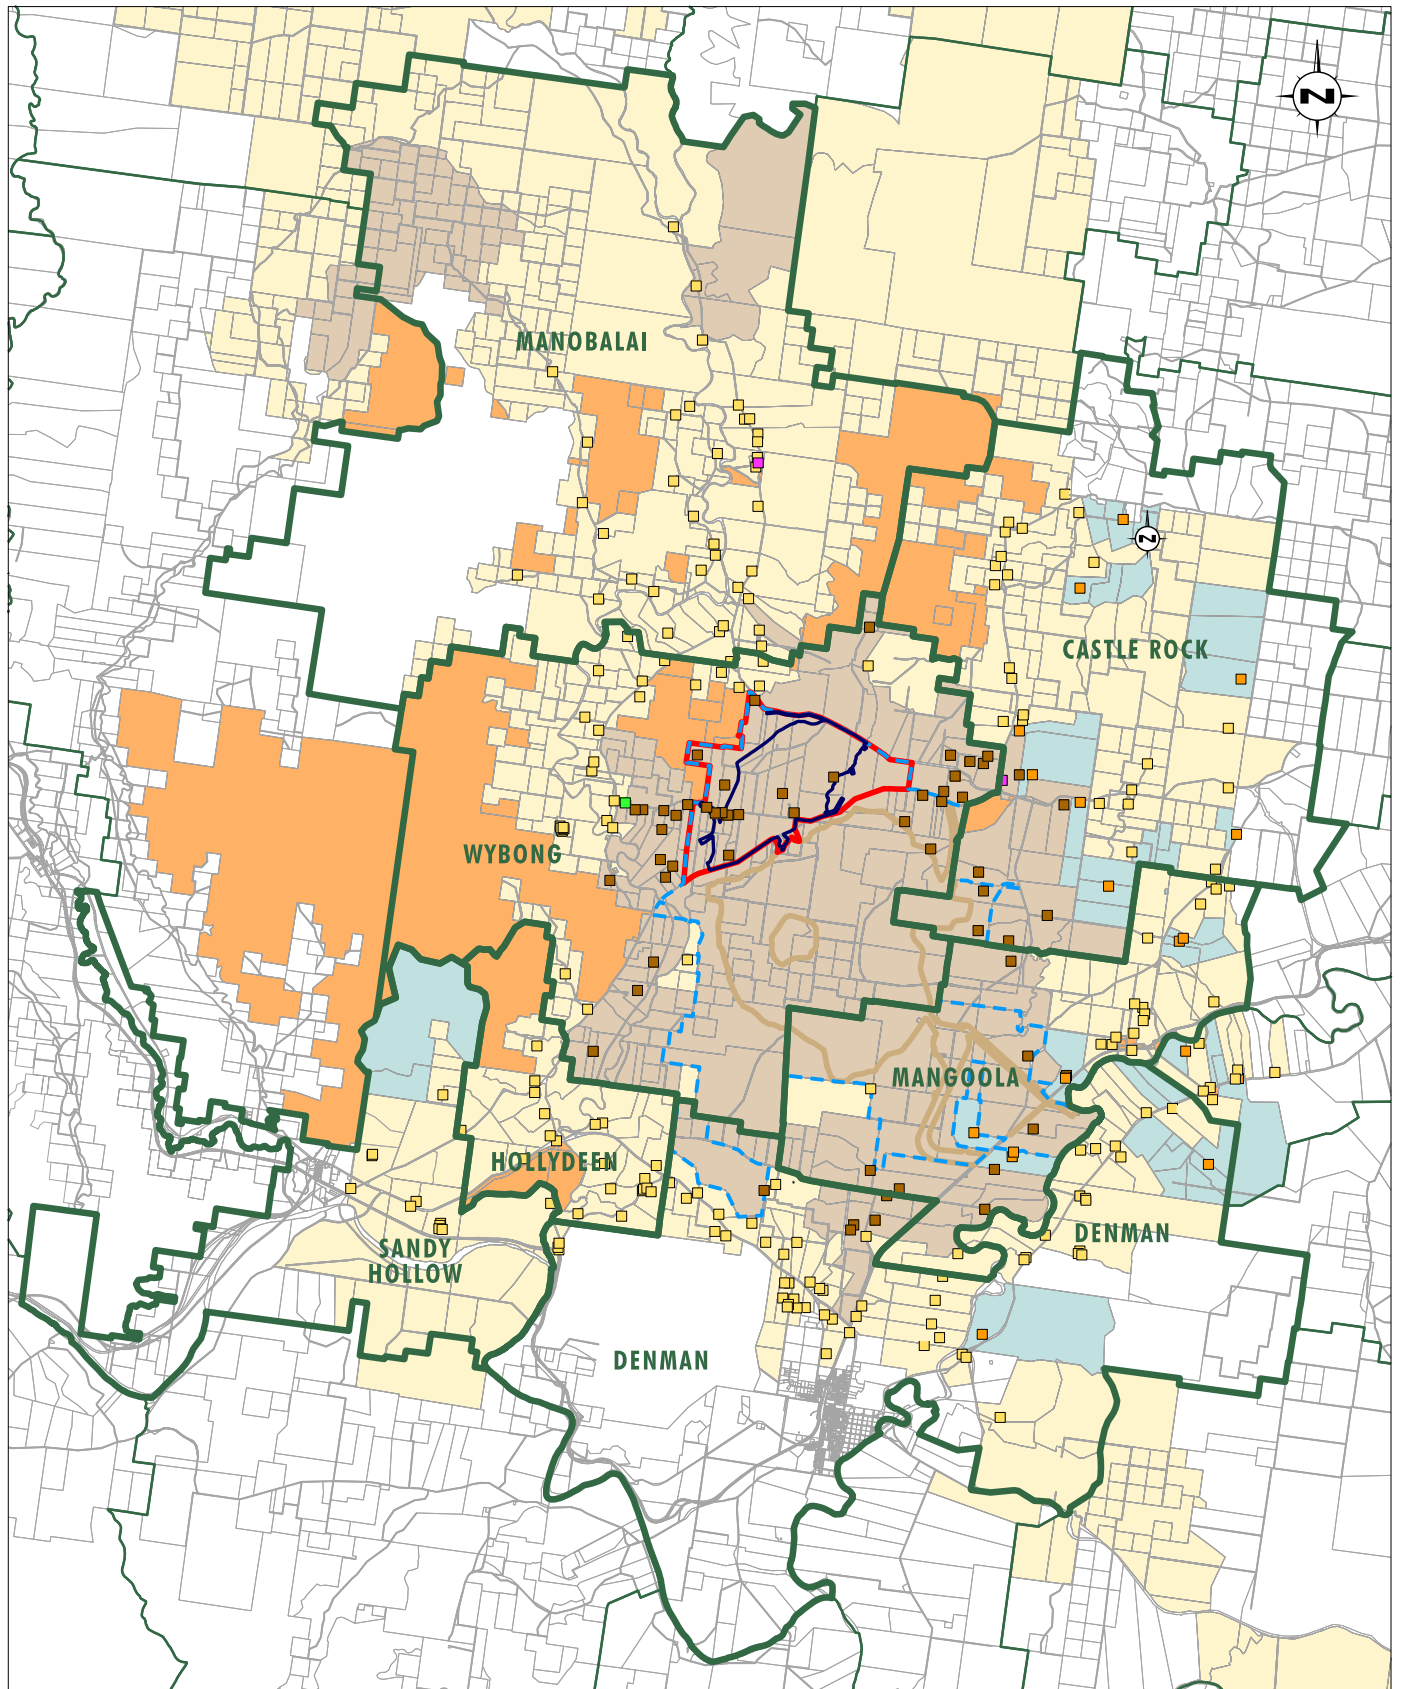 N
MANOBALAI
N
CASTLE ROCK
WYBONG
MANGOOLA
HOLLYDEEN
DENMAN
SANDY
HOLLOW
DENMAN